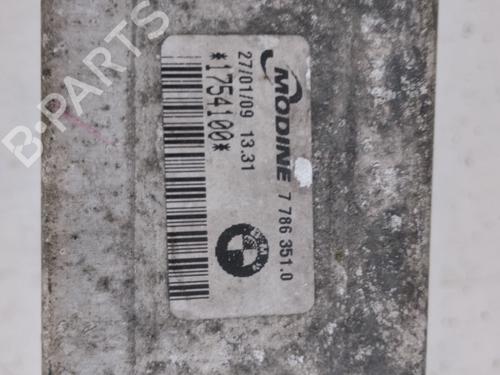 MODINE 7 786 351.0
27/01/09 13.31
*1754100*
BMW
B-PARTS